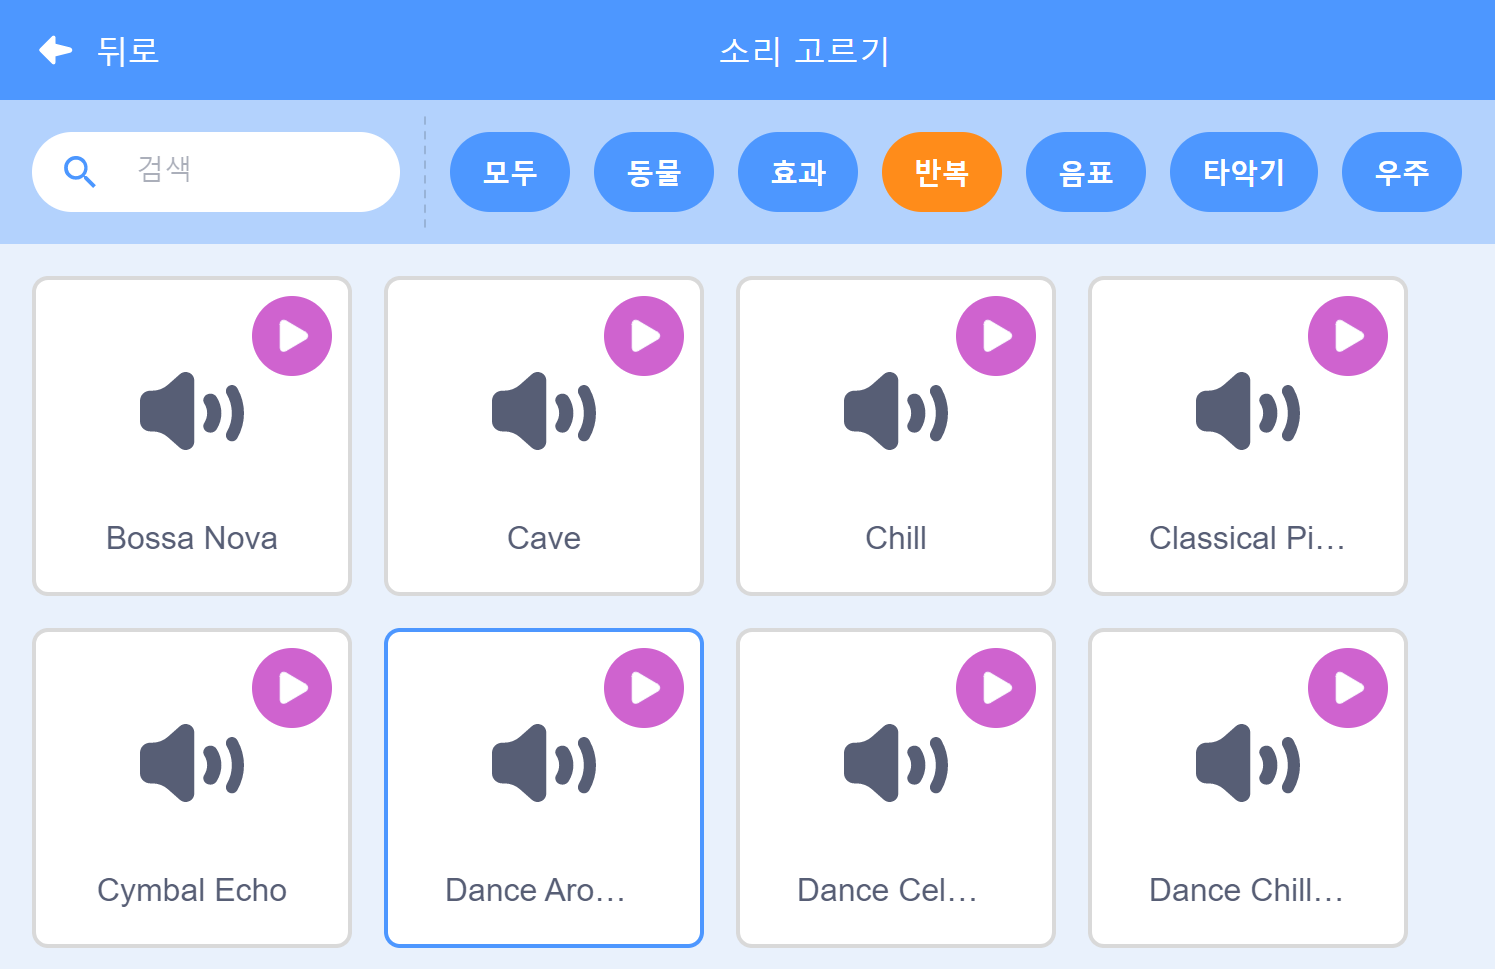 뒤로
소리 고르기
검색
모두
동물
효과
반복
음표
타악기
우주
Bossa Nova
Cave
Chill
Classical Pi...
Cymbal Echo
Dance Aro...
Dance Cel...
Dance Chill...